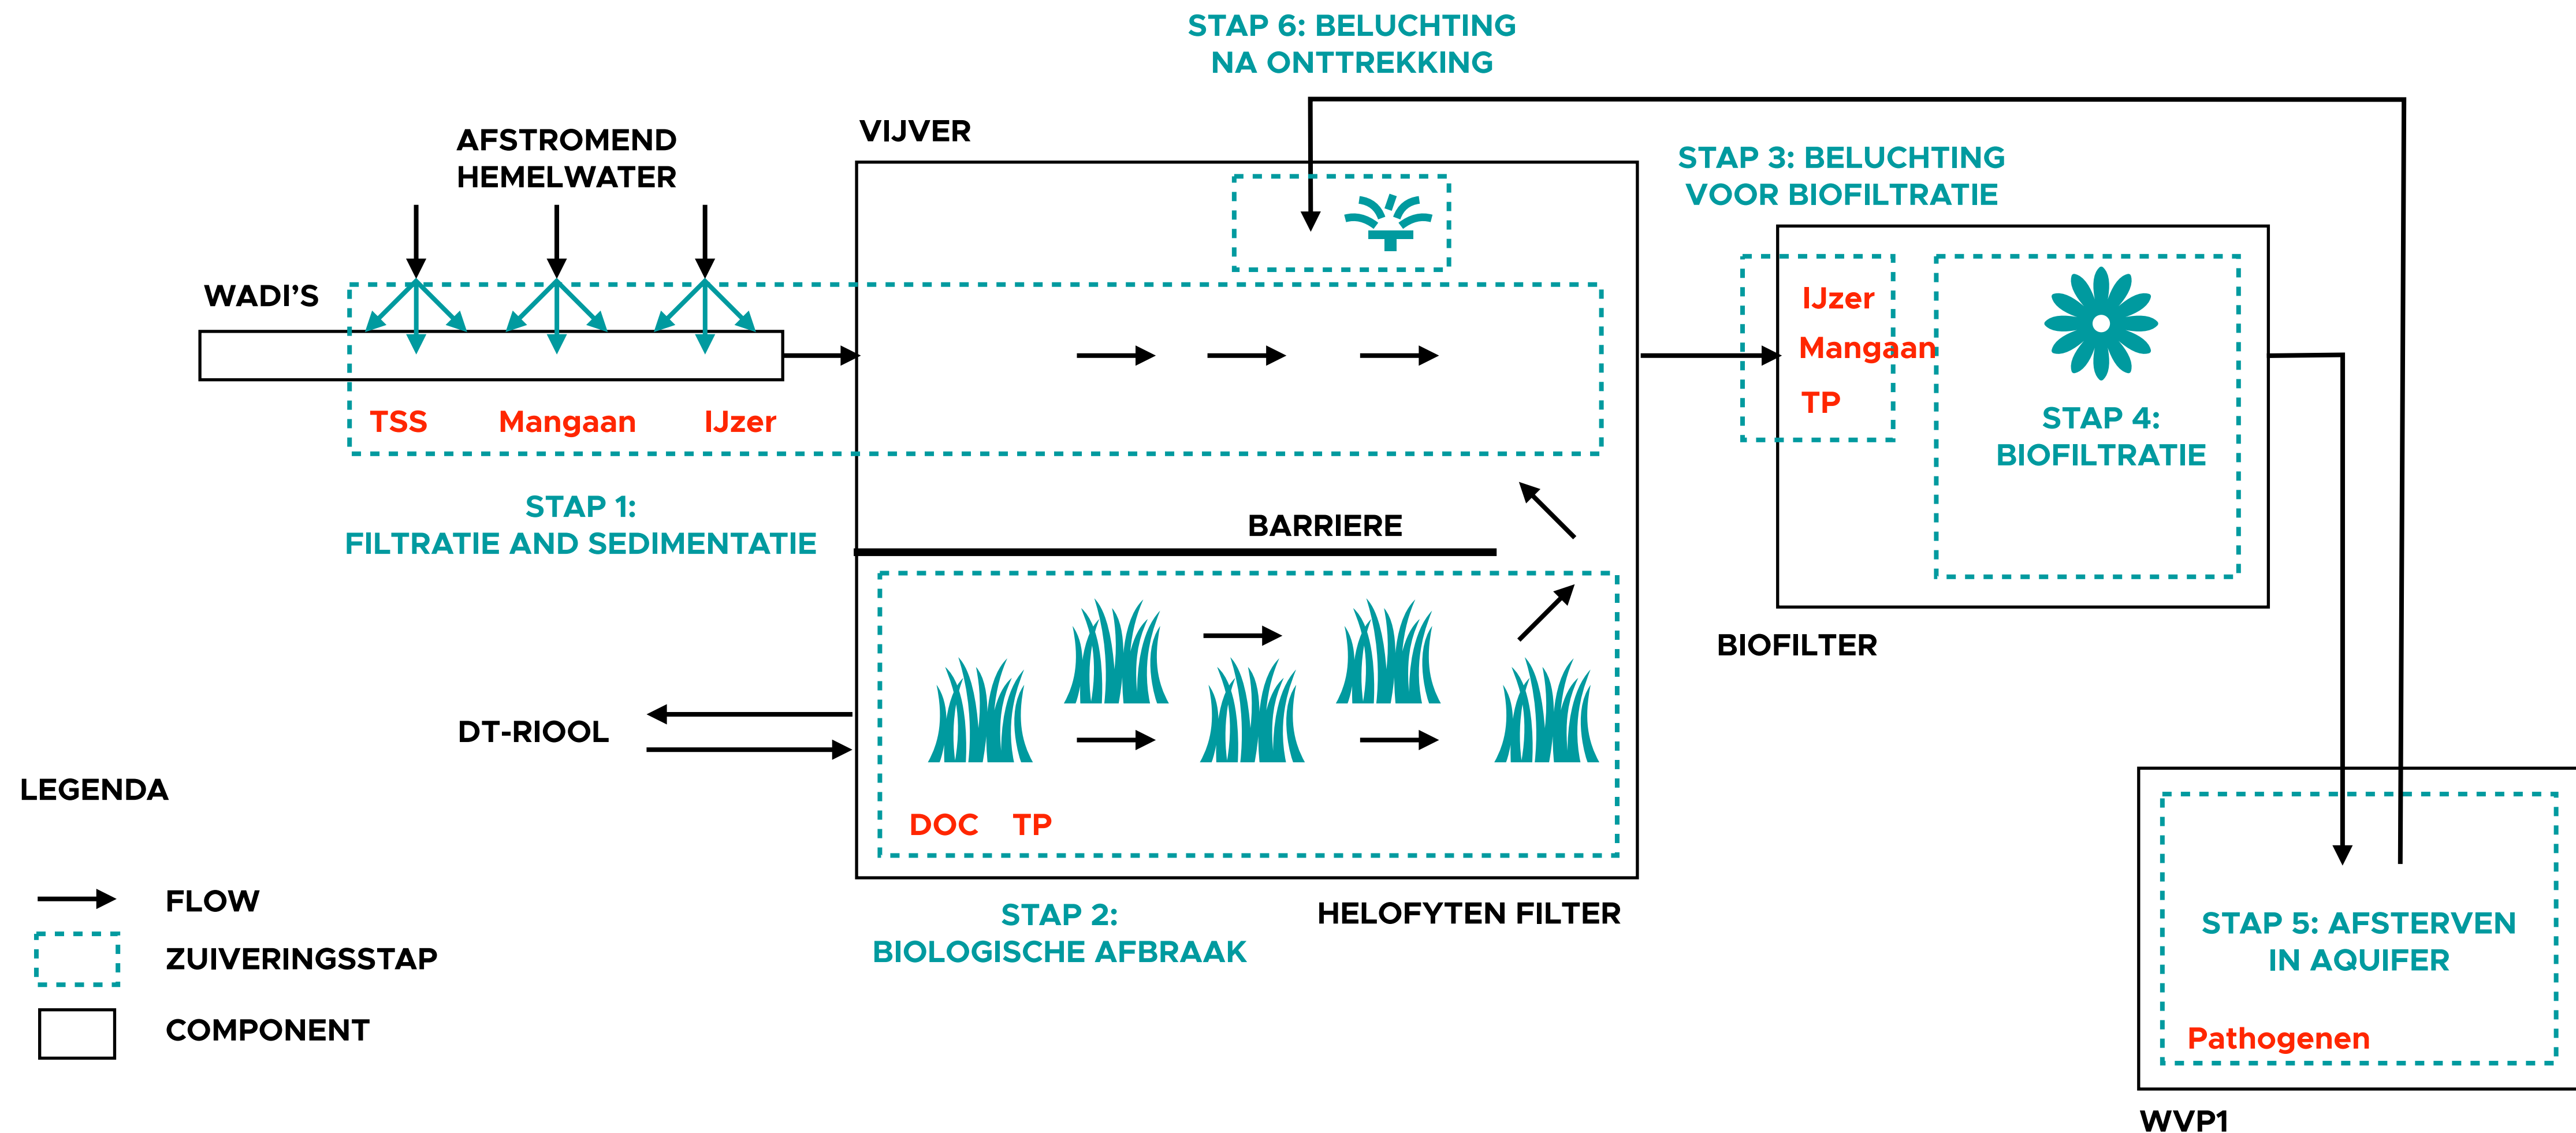 STAP 6: BELUCHTING
NA ONTTREKKING
AFSTROMEND
HEMELWATER
VIJVER
STAP 3: BELUCHTING
VOOR BIOFILTRATIE
WADI'S
TSS Mangaan IJzer
IJzer
Mangaan
TP
STAP 4:
BIOFILTRATIE
STAP 1:
FILTRATIE AND SEDIMENTATIE
BARRIERE
BIOFILTER
DT-RIOOL
DOC TP
STAP 2:
BIOLOGISCHE AFBRAAK
HELOFYTEN FILTER
STAP 5: AFSTERVEN
IN AQUIFER
Pathogenen
WVP1
LEGENDA
FLOW
ZUIVERINGSSTAP
COMPONENT